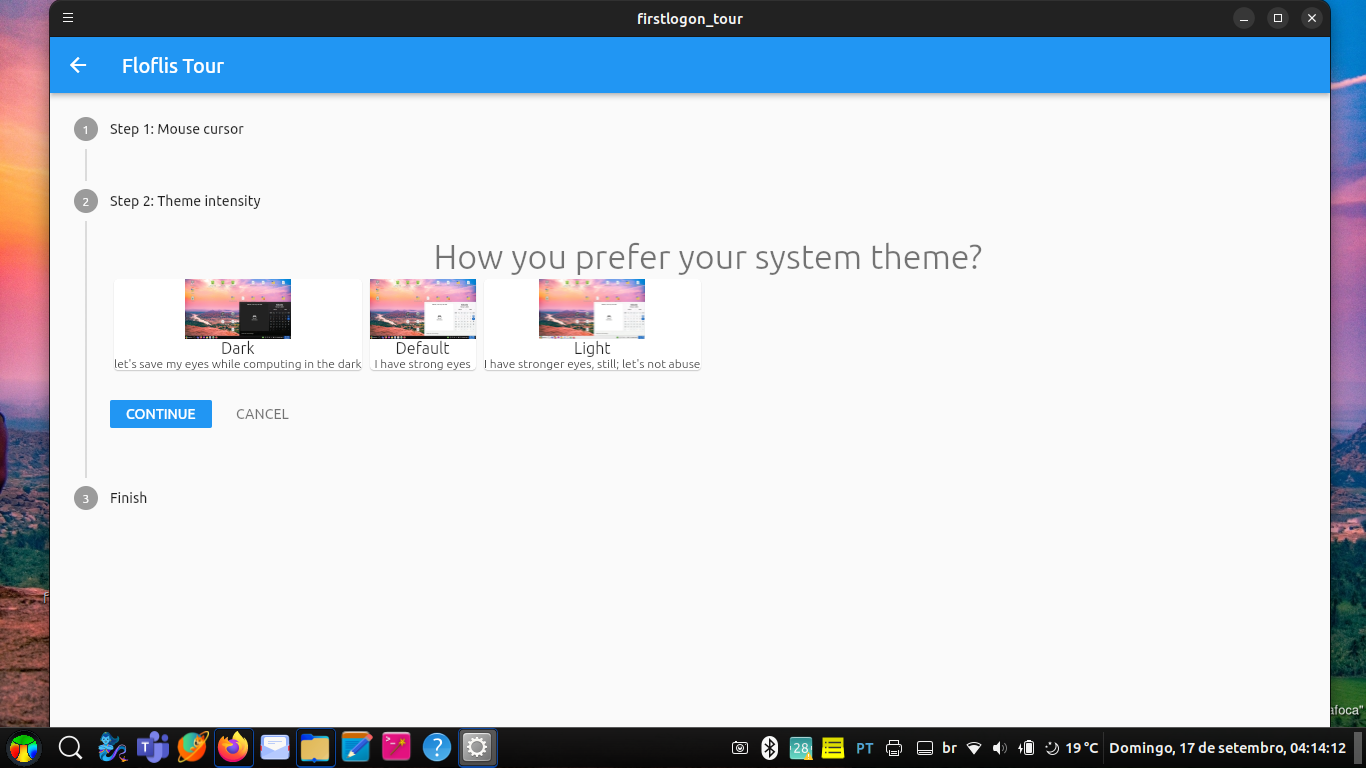 firstlogon_tour
Floflis Tour
1 Step 1: Mouse cursor
2 Step 2: Theme intensity
How you prefer your system theme?
Dark
let's save my eyes while computing in the dark
Default
I have strong eyes
Light
I have stronger eyes, still; let's not abuse
CONTINUE CANCEL
3 Finish
afoca"
28 PT br 19 °C Domingo, 17 de setembro, 04:14:12